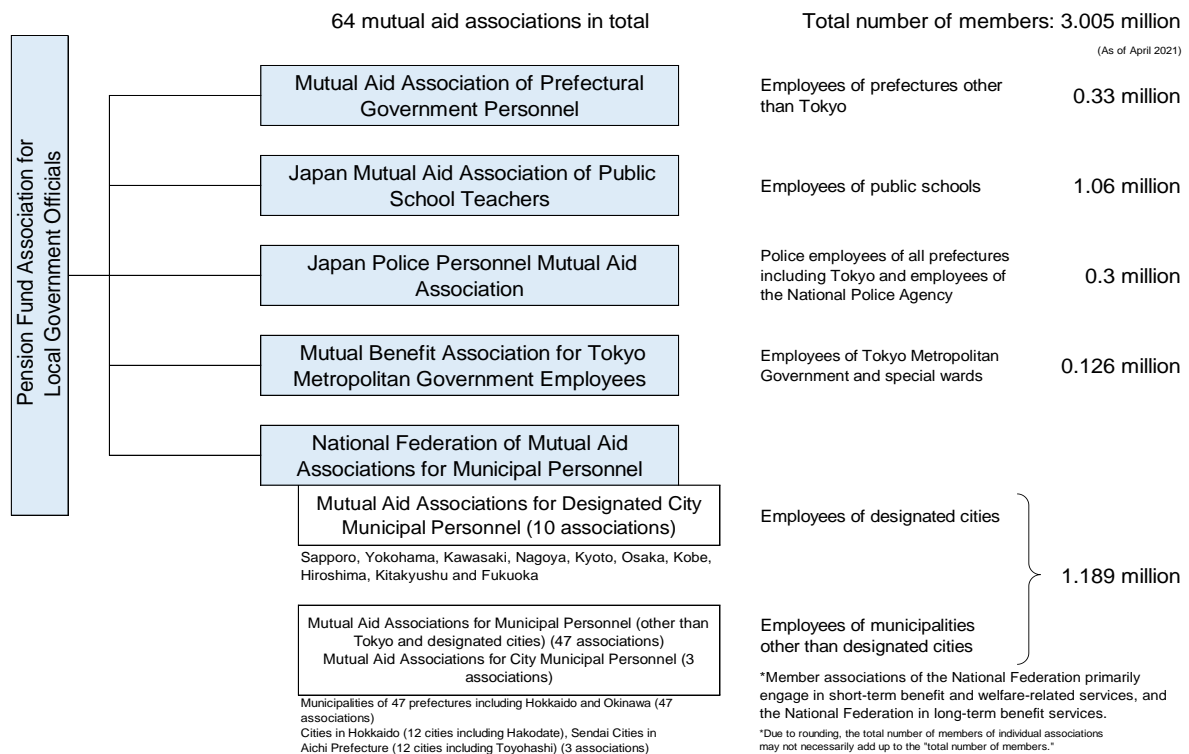 64 mutual aid associations in total
Total number of members: 3.005 million
(As of April 2021)
Pension Fund Association for
Local Government Officials
Mutual Aid Association of Prefectural
Government Personnel
Employees of prefectures other
than Tokyo
0.33 million
Japan Mutual Aid Association of Public
School Teachers
Employees of public schools
1.06 million
Japan Police Personnel Mutual Aid
Association
Police employees of all prefectures
including Tokyo and employees of
the National Police Agency
0.3 million
Mutual Benefit Association for Tokyo
Metropolitan Government Employees
Employees of Tokyo Metropolitan
Government and special wards
0.126 million
National Federation of Mutual Aid
Associations for Municipal Personnel
Mutual Aid Associations for Designated City
Municipal Personnel (10 associations)
Employees of designated cities
Sapporo, Yokohama, Kawasaki, Nagoya, Kyoto, Osaka, Kobe,
Hiroshima, Kitakyushu and Fukuoka
1.189 million
Mutual Aid Associations for Municipal Personnel (other than
Tokyo and designated cities) (47 associations)
Mutual Aid Associations for City Municipal Personnel (3
associations)
Employees of municipalities
other than designated cities
Municipalities of 47 prefectures including Hokkaido and Okinawa (47
associations)
Cities in Hokkaido (12 cities including Hakodate), Sendai Cities in
Aichi Prefecture (12 cities including Toyohashi) (3 associations)
*Member associations of the National Federation primarily
engage in short-term benefit and welfare-related services, and
the National Federation in long-term benefit services.
*Due to rounding, the total number of members of individual associations
may not necessarily add up to the "total number of members."